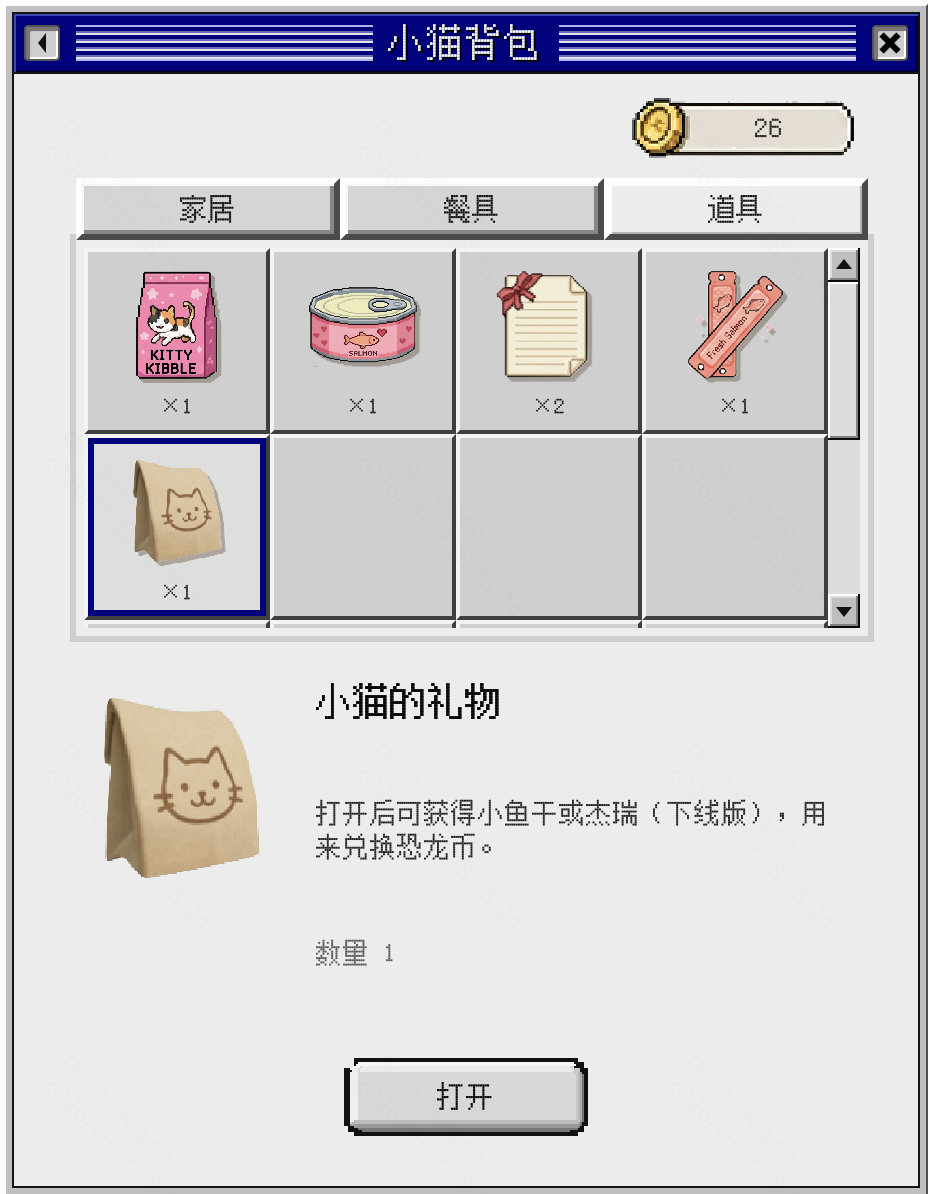 小猫背包
26
家居
餐具
道具
KITTY
KIBBLE
×1
SALMON
×1
×2
Fresh Salmon
×1
×1
小猫的礼物
打开后可获得小鱼干或杰瑞（下线版），用
来兑换恐龙币。
数量 1
打开